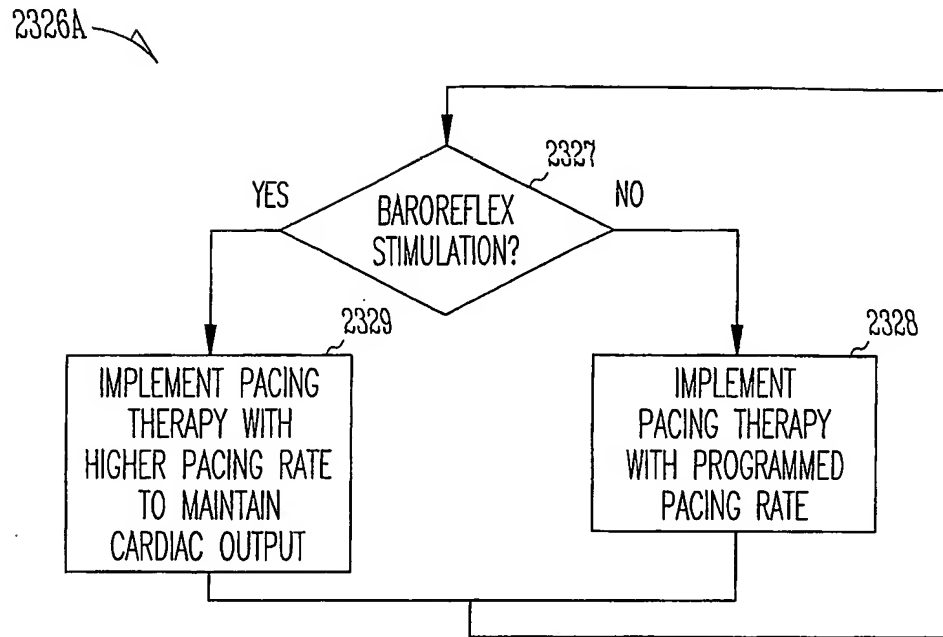 2326A
2327
YES
NO
BAROREFLEX
STIMULATION?
2329
IMPLEMENT PACING
THERAPY WITH
HIGHER PACING RATE
TO MAINTAIN
CARDIAC OUTPUT
2328
IMPLEMENT
PACING THERAPY
WITH PROGRAMMED
PACING RATE